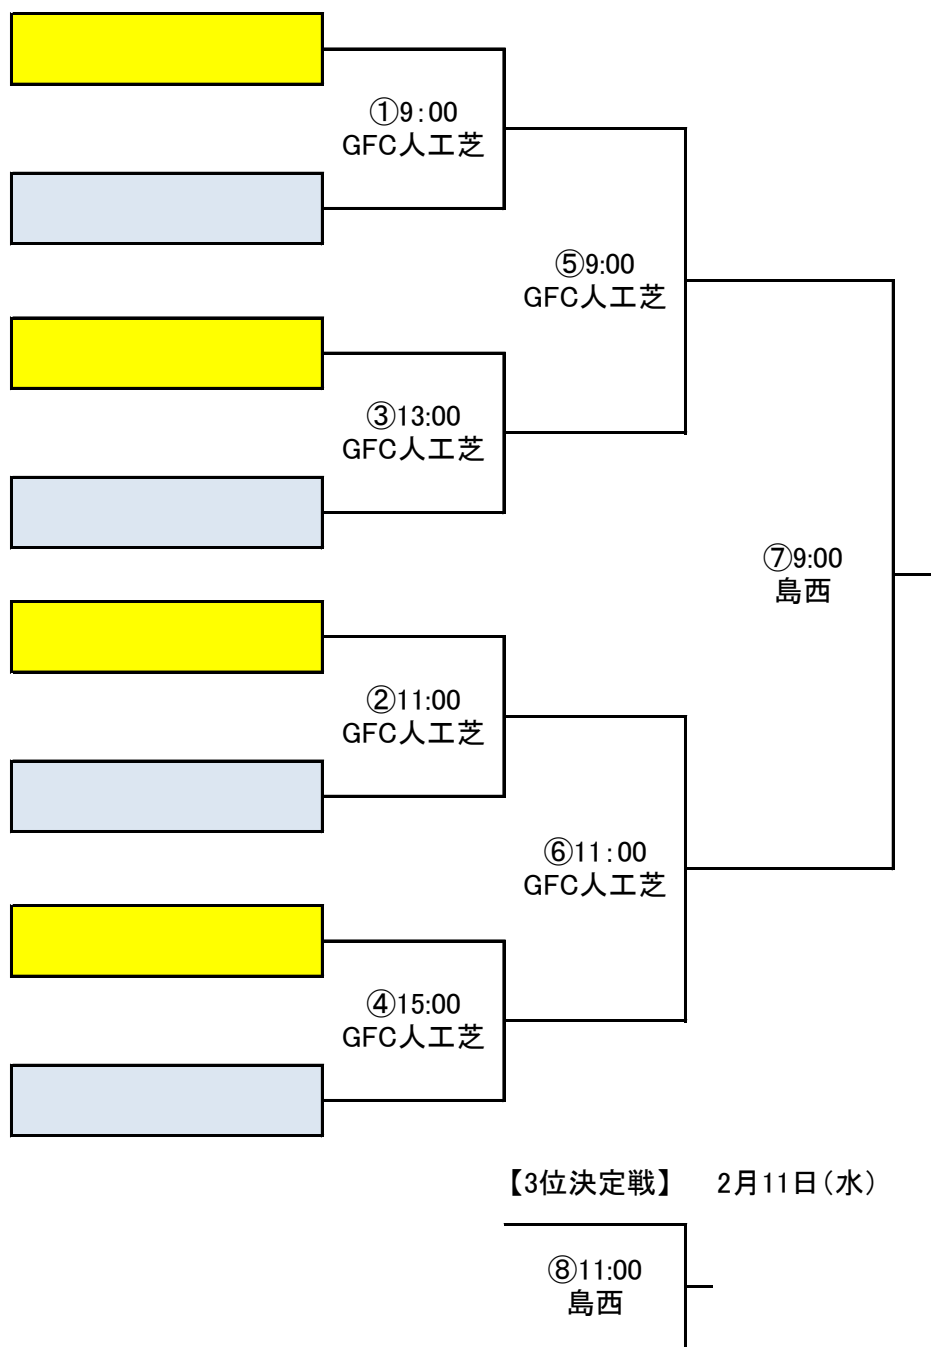 ①9:00
GFC人工芝
⑤9:00
GFC人工芝
③13:00
GFC人工芝
⑦9:00
島西
②11:00
GFC人工芝
⑥11:00
GFC人工芝
④15:00
GFC人工芝
【3位決定戦】 2月11日(水)
⑧11:00
島西